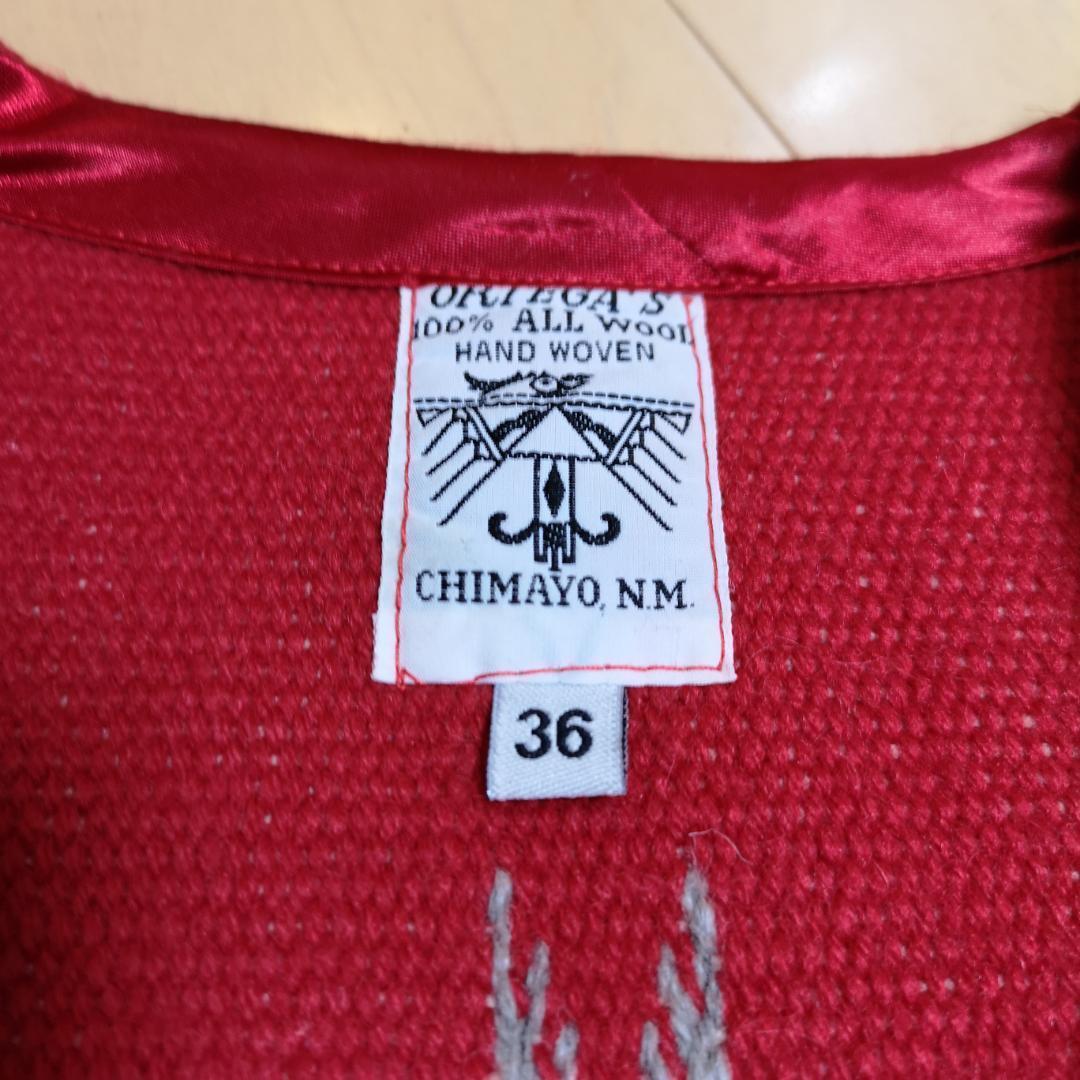 ORTEGA'S
100% ALL WOOL
HAND WOVEN
CHIMAYO, N.M.
36